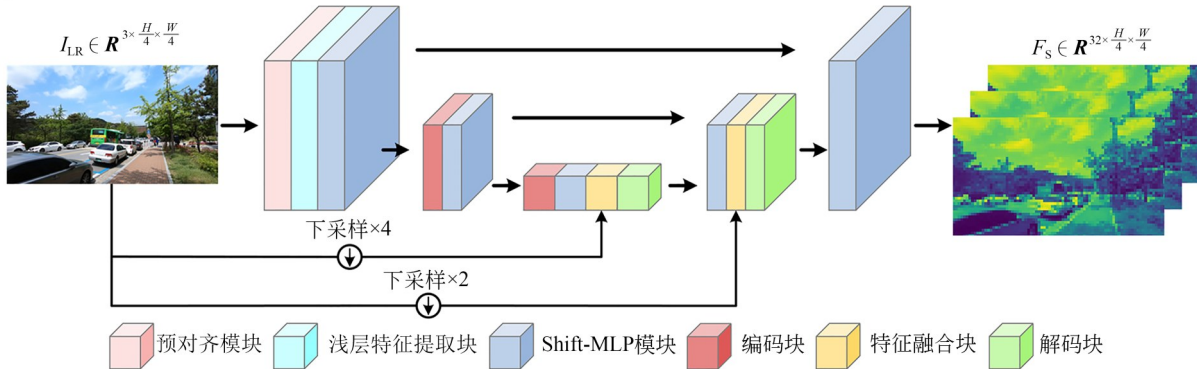 I_LR ∈ R^{3×H/4×W/4}
F_S ∈ R^{32×H/4×W/4}
下采样×4
下采样×2
预对齐模块
浅层特征提取块
Shift-MLP模块
编码块
特征融合块
解码块